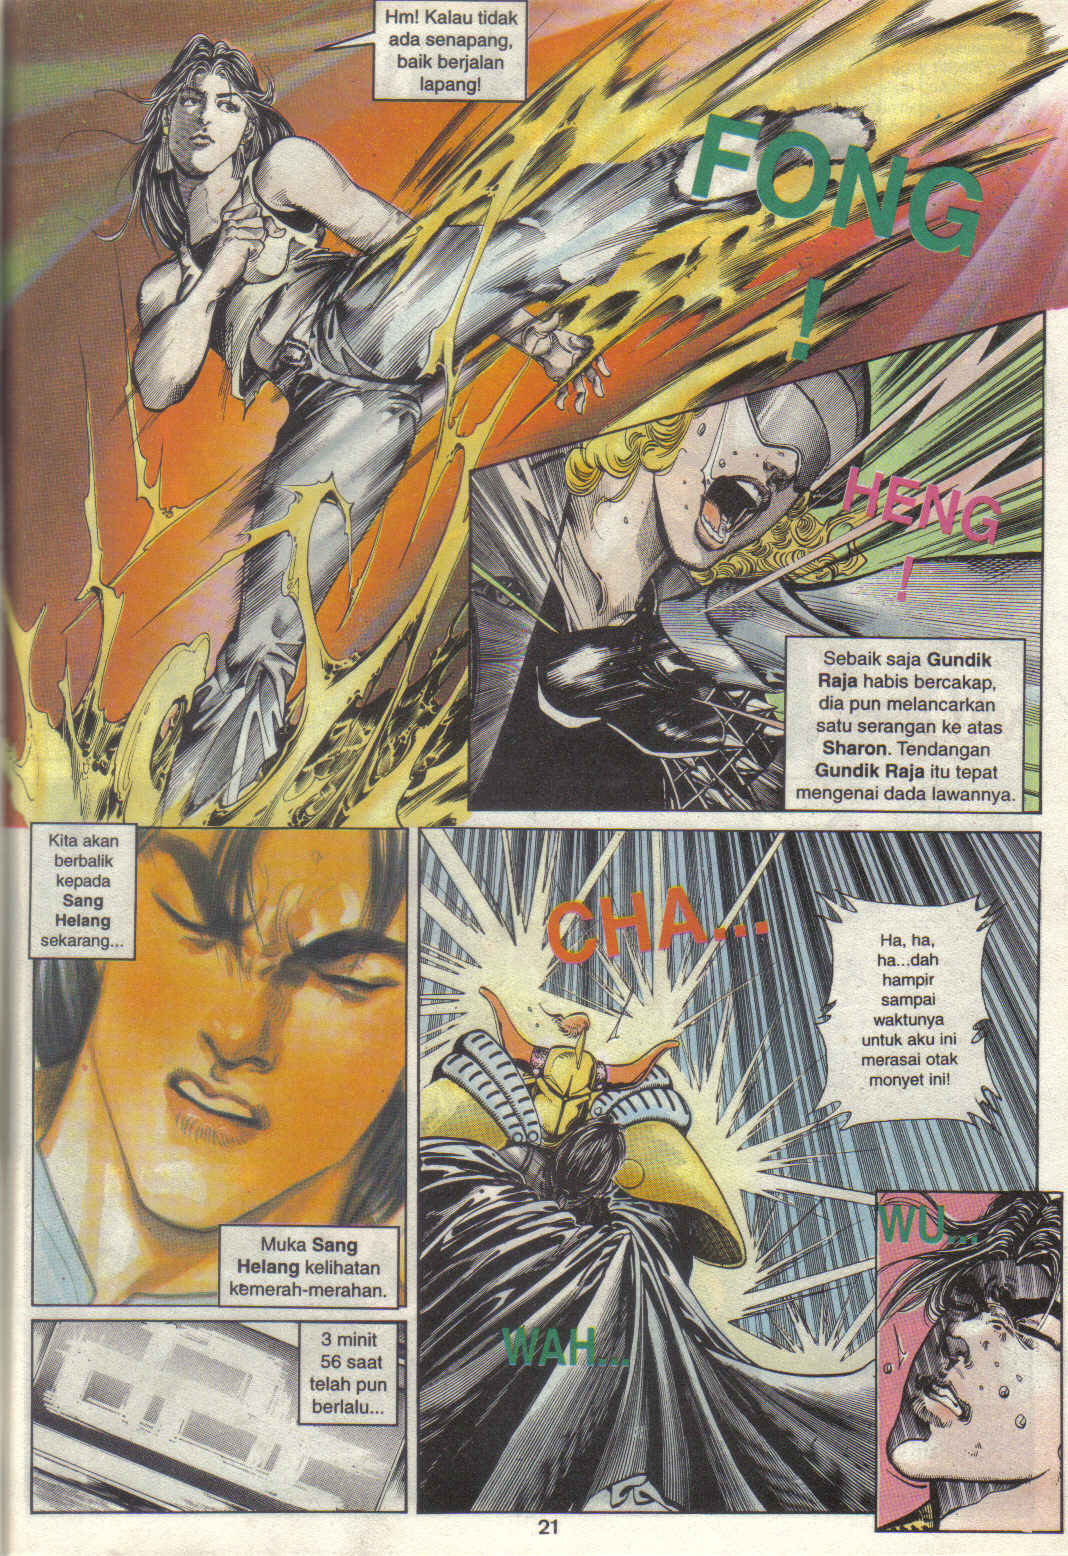 Hm! Kalau tidak
ada senapang,
baik berjalan
lapang!
FONG
!
HENG
!
Sebaik saja Gundik
Raja habis bercakap,
dia pun melancarkan
satu serangan ke atas
Sharon. Tendangan
Gundik Raja itu tepat
mengenai dada lawannya.
Kita akan
berbalik
kepada
Sang
Helang
sekarang...
Muka Sang
Helang kelihatan
kemerah-merahan.
3 minit
56 saat
telah pun
berlalu...
CHA...
Ha, ha,
ha...dah
hampir
sampai
waktunya
untuk aku ini
merasai otak
monyet ini!
WAH...
WU...
21